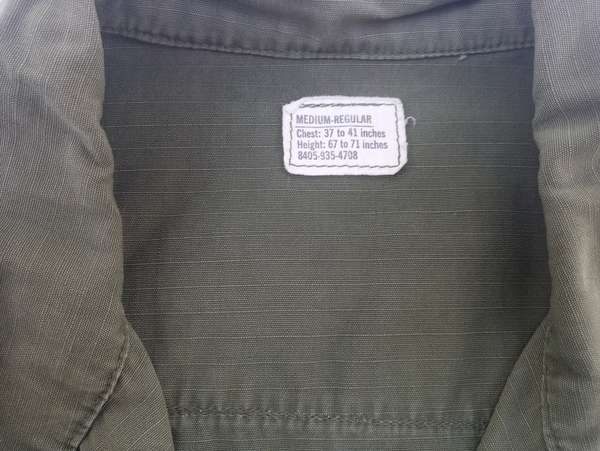 MEDIUM-REGULAR
Chest: 37 to 41 inches
Height: 67 to 71 inches
8405-935-4708